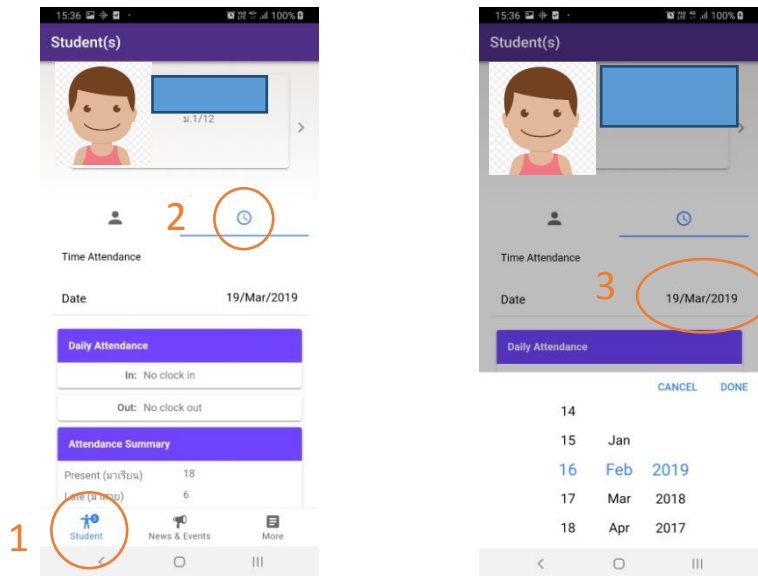 15:36 100%
Student(s)
ม.1/12
2
Time Attendance
Date 19/Mar/2019
Daily Attendance
In: No clock in
Out: No clock out
Attendance Summary
Present (มาเรียน) 18
Late (มาสาย) 6
1
Student News & Events More
15:36 100%
Student(s)
Time Attendance
3
Date 19/Mar/2019
Daily Attendance
CANCEL DONE
14
15 Jan
16 Feb 2019
17 Mar 2018
18 Apr 2017